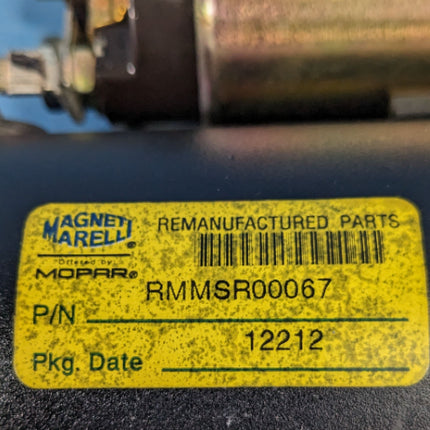 MAGNETI
MARELLI
REMANUFACTURED PARTS
Offered by
MOPAR®
RMMSR00067
P/N
12212
Pkg. Date